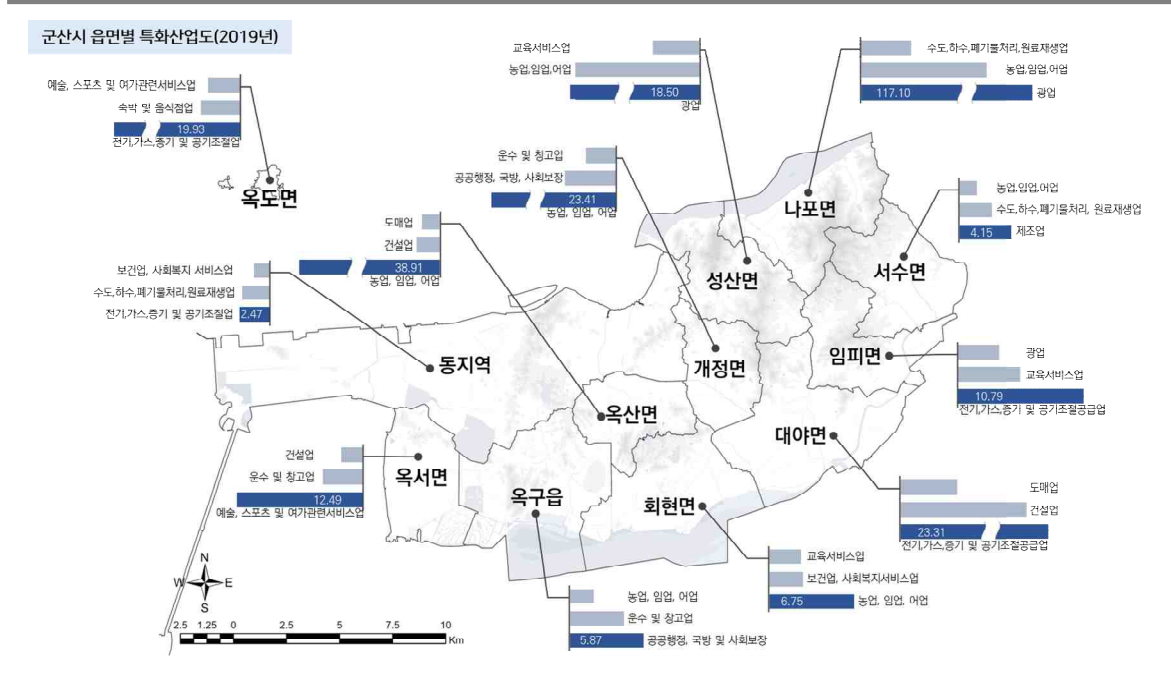 군산시 읍면별 특화산업도(2019년)
예술, 스포츠 및 여가관련서비스업
숙박 및 음식점업
19.93
전기,가스,증기 및 공기조절업
옥도면
교육서비스업
농업,임업,어업
18.50
광업
수도,하수,폐기물처리,원료재생업
농업,임업,어업
117.10
광업
운수 및 창고입
공공행정, 국방, 사회보장
23.41
농업, 임업, 어업
나포면
농업,임업,어업
수도,하수,폐기물처리, 원료재생업
4.15
제조업
도매업
건설업
38.91
농업, 임업, 어업
성산면
서수면
보건업, 사회복지 서비스업
수도,하수,폐기물처리,원료재생업
전기,가스,증기 및 공기조절업
2.47
동지역
개정면
임피면
광업
교육서비스업
10.79
전기,가스,증기 및 공기조절공급업
옥산면
대야면
건설업
운수 및 창고업
12.49
예술, 스포츠 및 여가관련서비스업
옥서면
옥구읍
회현면
도매업
건설업
23.31
전기,가스,증기 및 공기조절공급업
교육서비스업
보건업, 사회복지서비스업
6.75
농업, 임업, 어업
농업, 임업, 어업
운수 및 창고업
5.87
공공행정, 국방 및 사회보장
N
W
E
S
2.5 1.25 0 2.5 5 7.5 10
Km